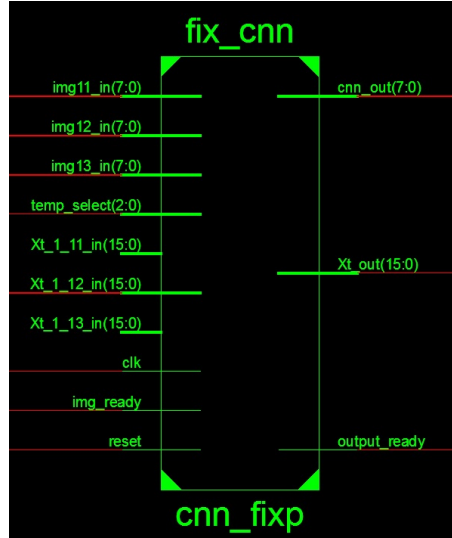 fix_cnn
img11_in(7:0)
cnn_out(7:0)
img12_in(7:0)
img13_in(7:0)
temp_select(2:0)
Xt_1_11_in(15:0)
Xt_out(15:0)
Xt_1_12_in(15:0)
Xt_1_13_in(15:0)
clk
img_ready
reset
output_ready
cnn_fixp